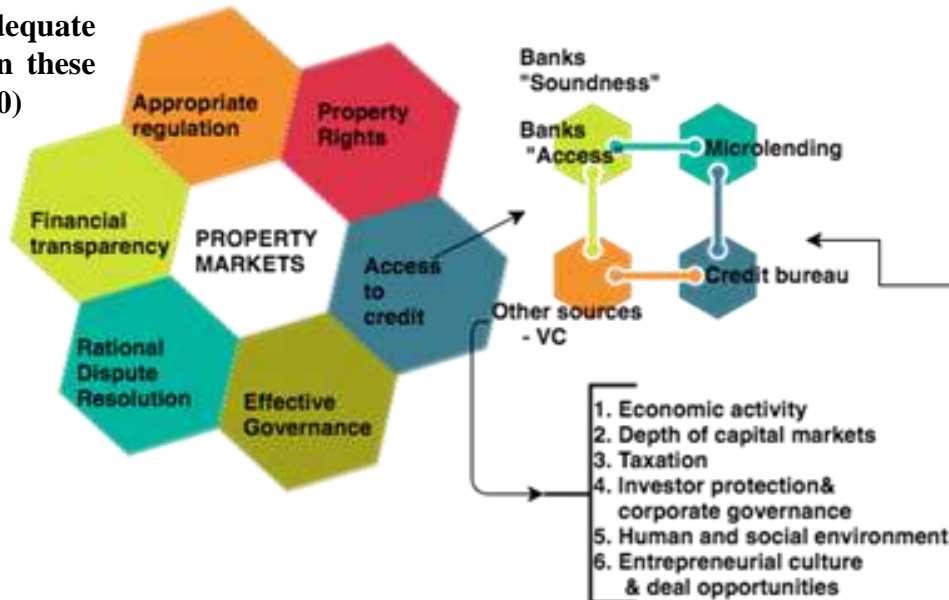 dequate
n these
0)
Appropriate
regulation
Property
Rights
Financial
transparency
PROPERTY
MARKETS
Access
to
credit
Rational
Dispute
Resolution
Effective
Governance
Banks
"Soundness"
Banks
"Access"
Microlending
Other sources
- VC
Credit bureau
1. Economic activity
2. Depth of capital markets
3. Taxation
4. Investor protection&
corporate governance
5. Human and social environment
6. Entrepreneurial culture
& deal opportunities